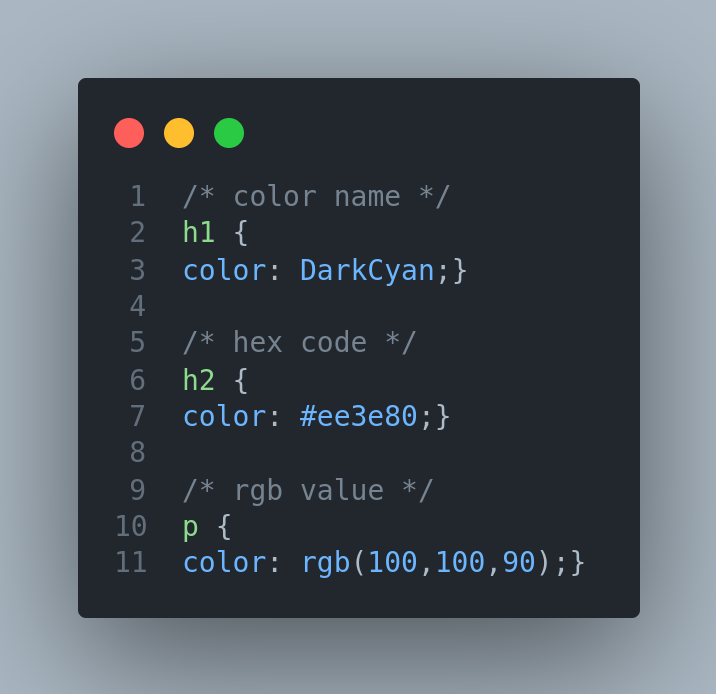 1 /* color name */
2 h1 {
3 color: DarkCyan;}
4
5 /* hex code */
6 h2 {
7 color: #ee3e80;}
8
9 /* rgb value */
10 p {
11 color: rgb(100,100,90);}